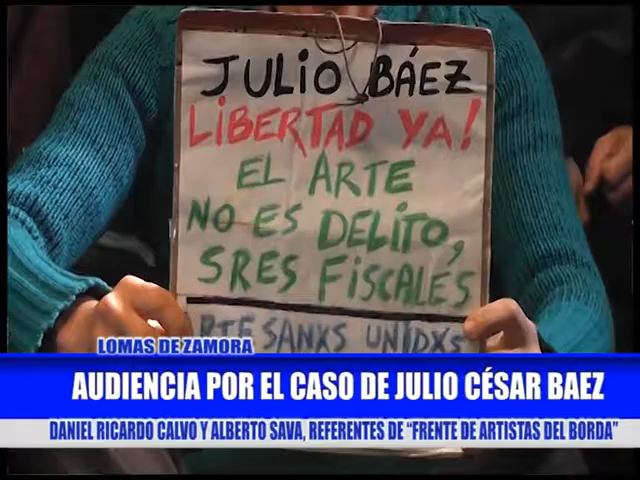 JULIO BÁEZ
LIBERTAD YA!
EL ARTE
NO ES DELITO,
SRES FISCALES
RTESANXS UNIDXS
LOMAS DE ZAMORA
AUDIENCIA POR EL CASO DE JULIO CÉSAR BAEZ
DANIEL RICARDO CALVO Y ALBERTO SAVA, REFERENTES DE "FRENTE DE ARTISTAS DEL BORDA"